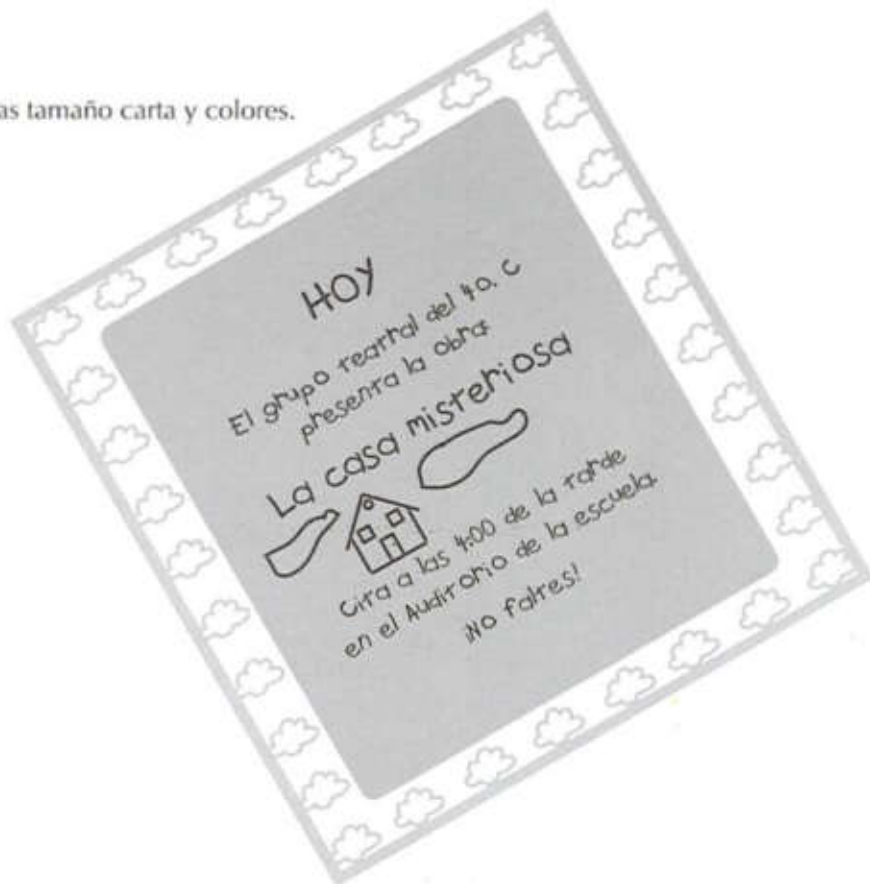 as tamaño carta y colores.
HOY
El grupo teatral del 4o. C
presenta la obra:
La casa misteriosa
Cita a las 4:00 de la tarde
en el Auditorio de la escuela.
¡No faltes!